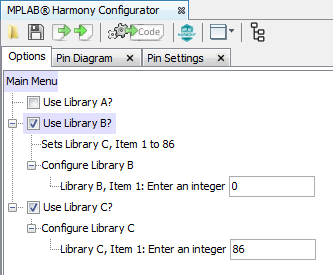 MPLAB® Harmony Configurator
Code
Options Pin Diagram Pin Settings
Main Menu
Use Library A?
Use Library B?
Sets Library C, Item 1 to 86
Configure Library B
Library B, Item 1: Enter an integer 0
Use Library C?
Configure Library C
Library C, Item 1: Enter an integer 86